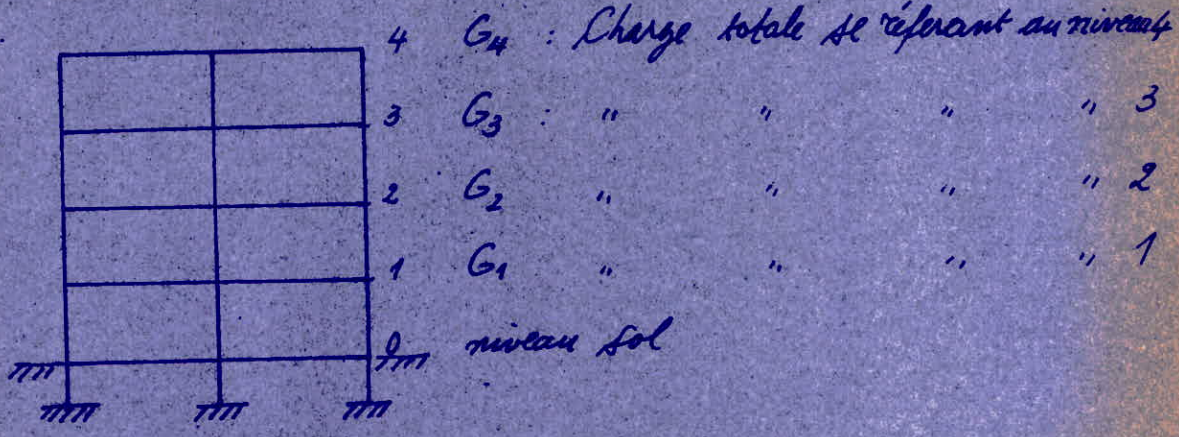 4 G4 : Charge totale se réferant au niveau 4
3 G3 : " " " " 3
2 G2 " " " " 2
1 G1 " " " " 1
0 niveau sol